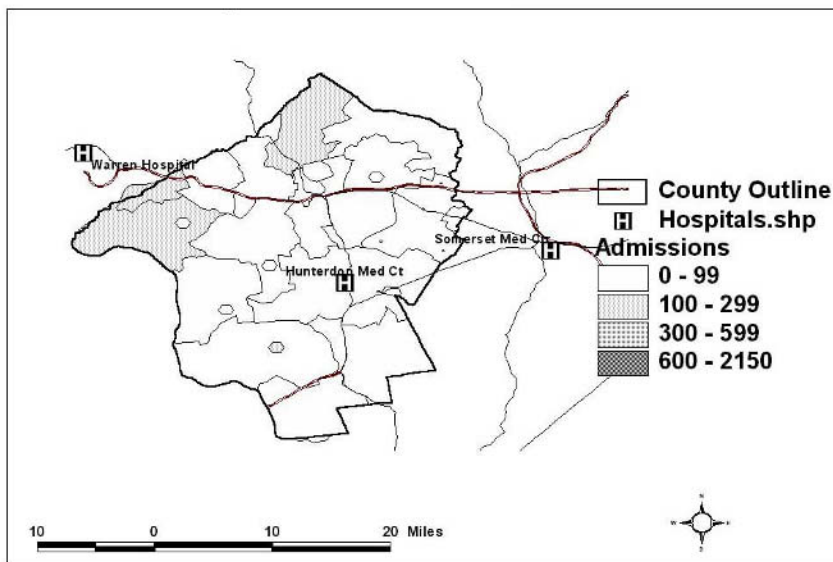 Warren Hospital
Somerset Med Ctr
Hunterdon Med Ct
H
H
H
County Outline
H Hospitals.shp
Admissions
0 - 99
100 - 299
300 - 599
600 - 2150
10 0 10 20 Miles
N
W E
S